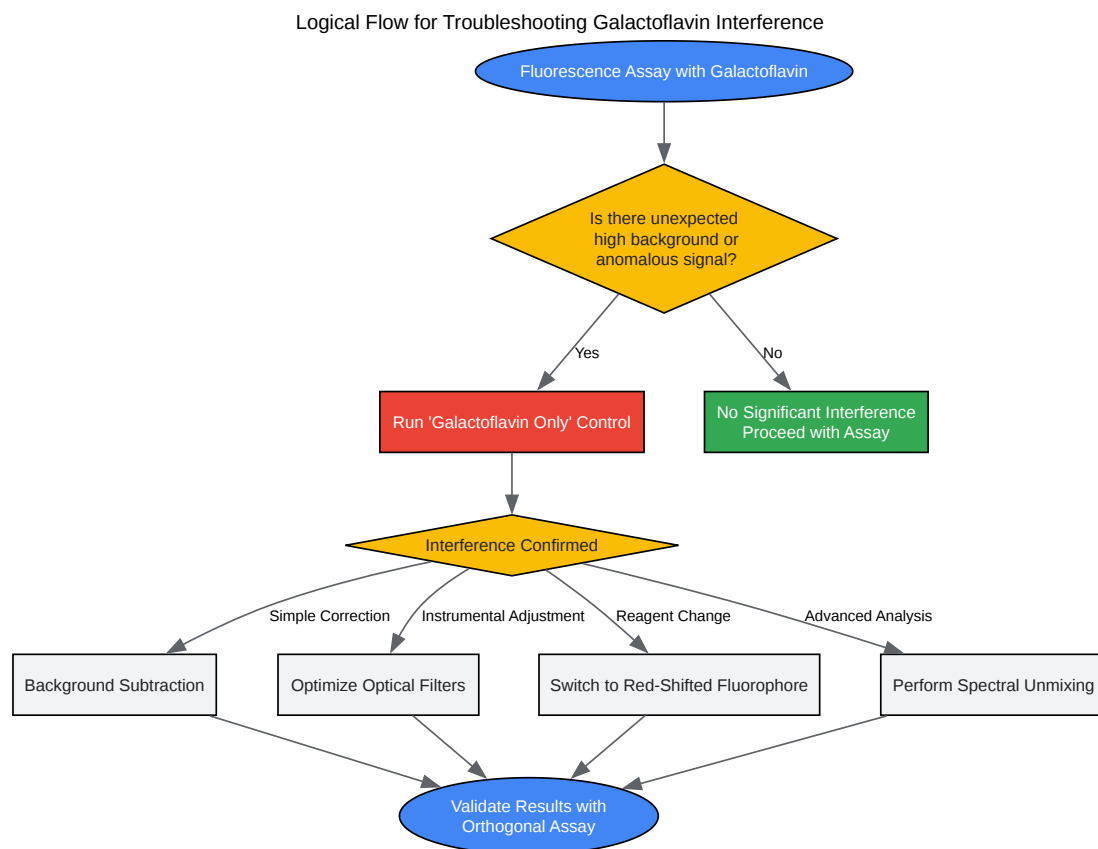 Logical Flow for Troubleshooting Galactoflavin Interference
Fluorescence Assay with Galactoflavin
Is there unexpected
high background or
anomalous signal?
Yes
No
Run 'Galactoflavin Only' Control
No Significant Interference
Proceed with Assay
Interference Confirmed
Simple Correction
Instrumental Adjustment
Reagent Change
Advanced Analysis
Background Subtraction
Optimize Optical Filters
Switch to Red-Shifted Fluorophore
Perform Spectral Unmixing
Validate Results with
Orthogonal Assay